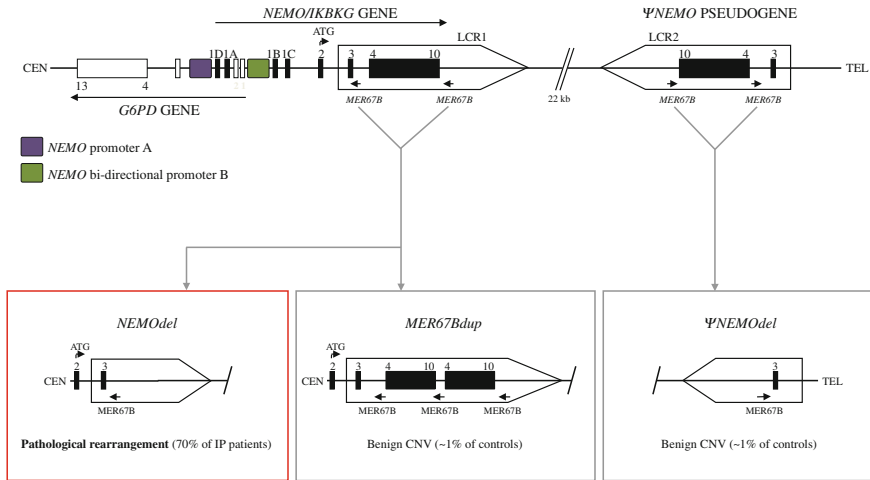 NEMO/IKBKG GENE
ΨNEMO PSEUDOGENE
ATG
LCR1
LCR2
1D 1A
1B 1C
2
3
4
10
10
4
3
CEN
TEL
13
4
MER67B
MER67B
22 kb
MER67B
MER67B
G6PD GENE
NEMO promoter A
NEMO bi-directional promoter B
NEMOdel
MER67Bdup
ΨNEMOdel
ATG
2
3
CEN
MER67B
ATG
2
3
4
10
4
10
CEN
MER67B
MER67B
MER67B
3
TEL
MER67B
Pathological rearrangement (70% of IP patients)
Benign CNV (~1% of controls)
Benign CNV (~1% of controls)